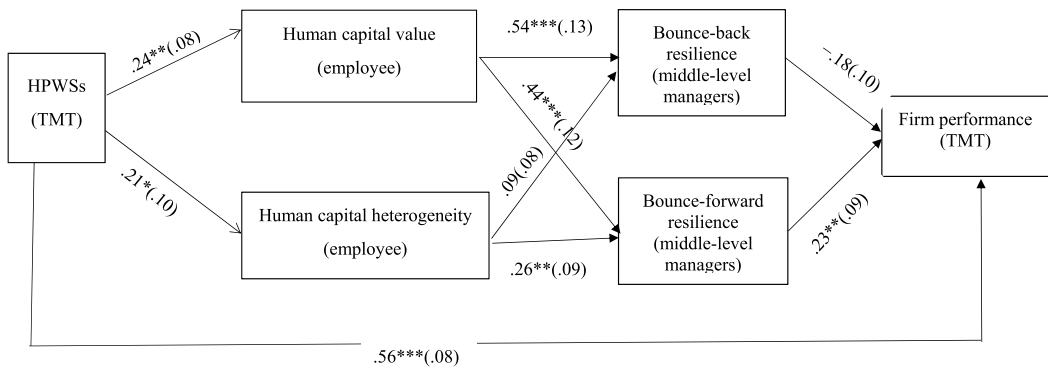 HPWSs
(TMT)
.24**(.08)
.21*(.10)
Human capital value
(employee)
Human capital heterogeneity
(employee)
.54***(.13)
.44***(.12)
.09(.08)
.26**(.09)
Bounce-back
resilience
(middle-level
managers)
Bounce-forward
resilience
(middle-level
managers)
−.18(.10)
.23**(.09)
Firm performance
(TMT)
.56***(.08)